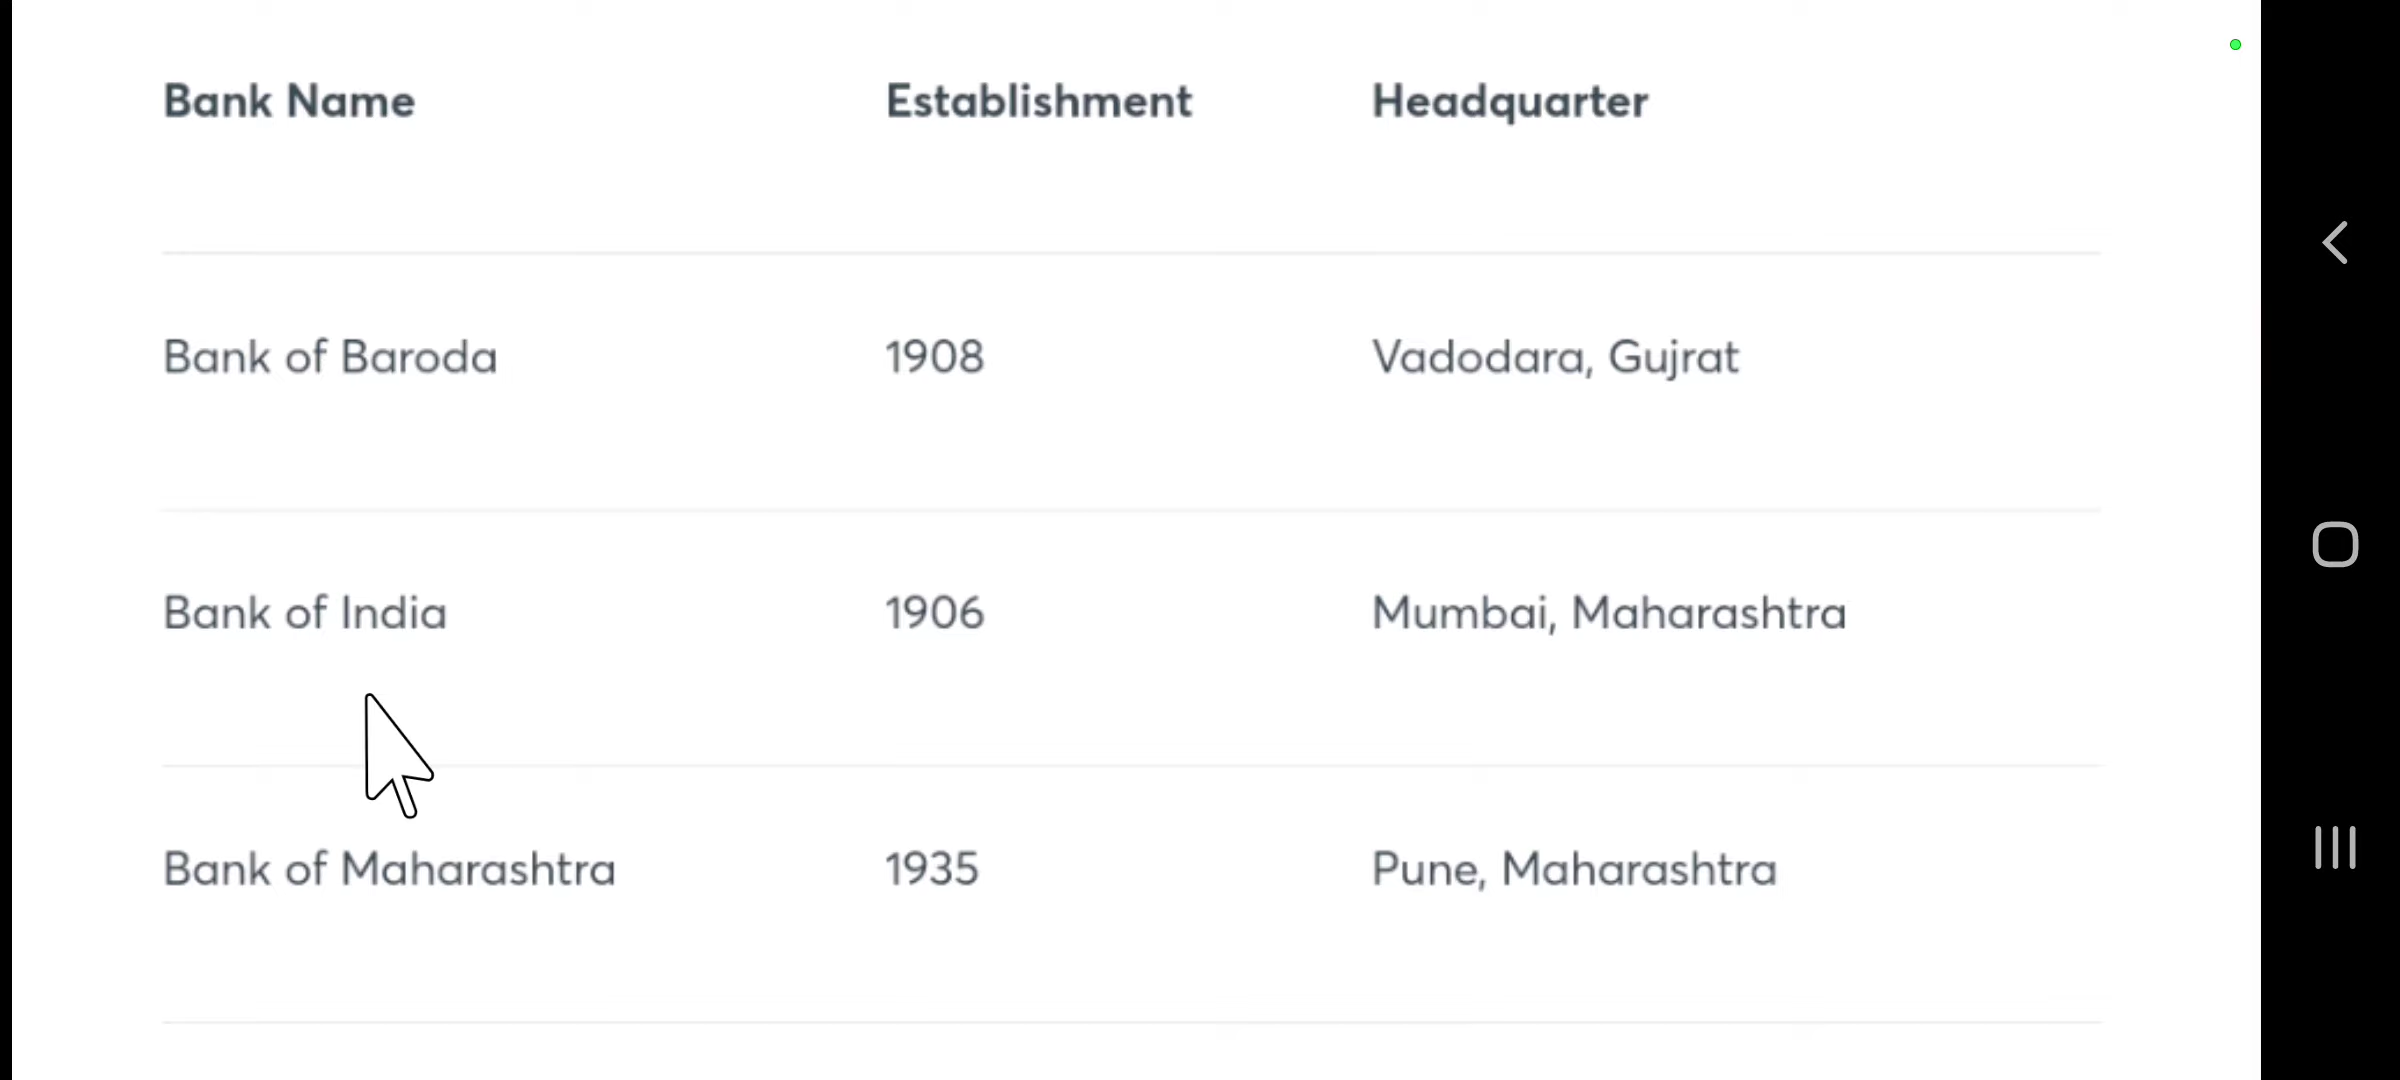 Bank Name Establishment Headquarter
Bank of Baroda 1908 Vadodara, Gujrat
Bank of India 1906 Mumbai, Maharashtra
Bank of Maharashtra 1935 Pune, Maharashtra